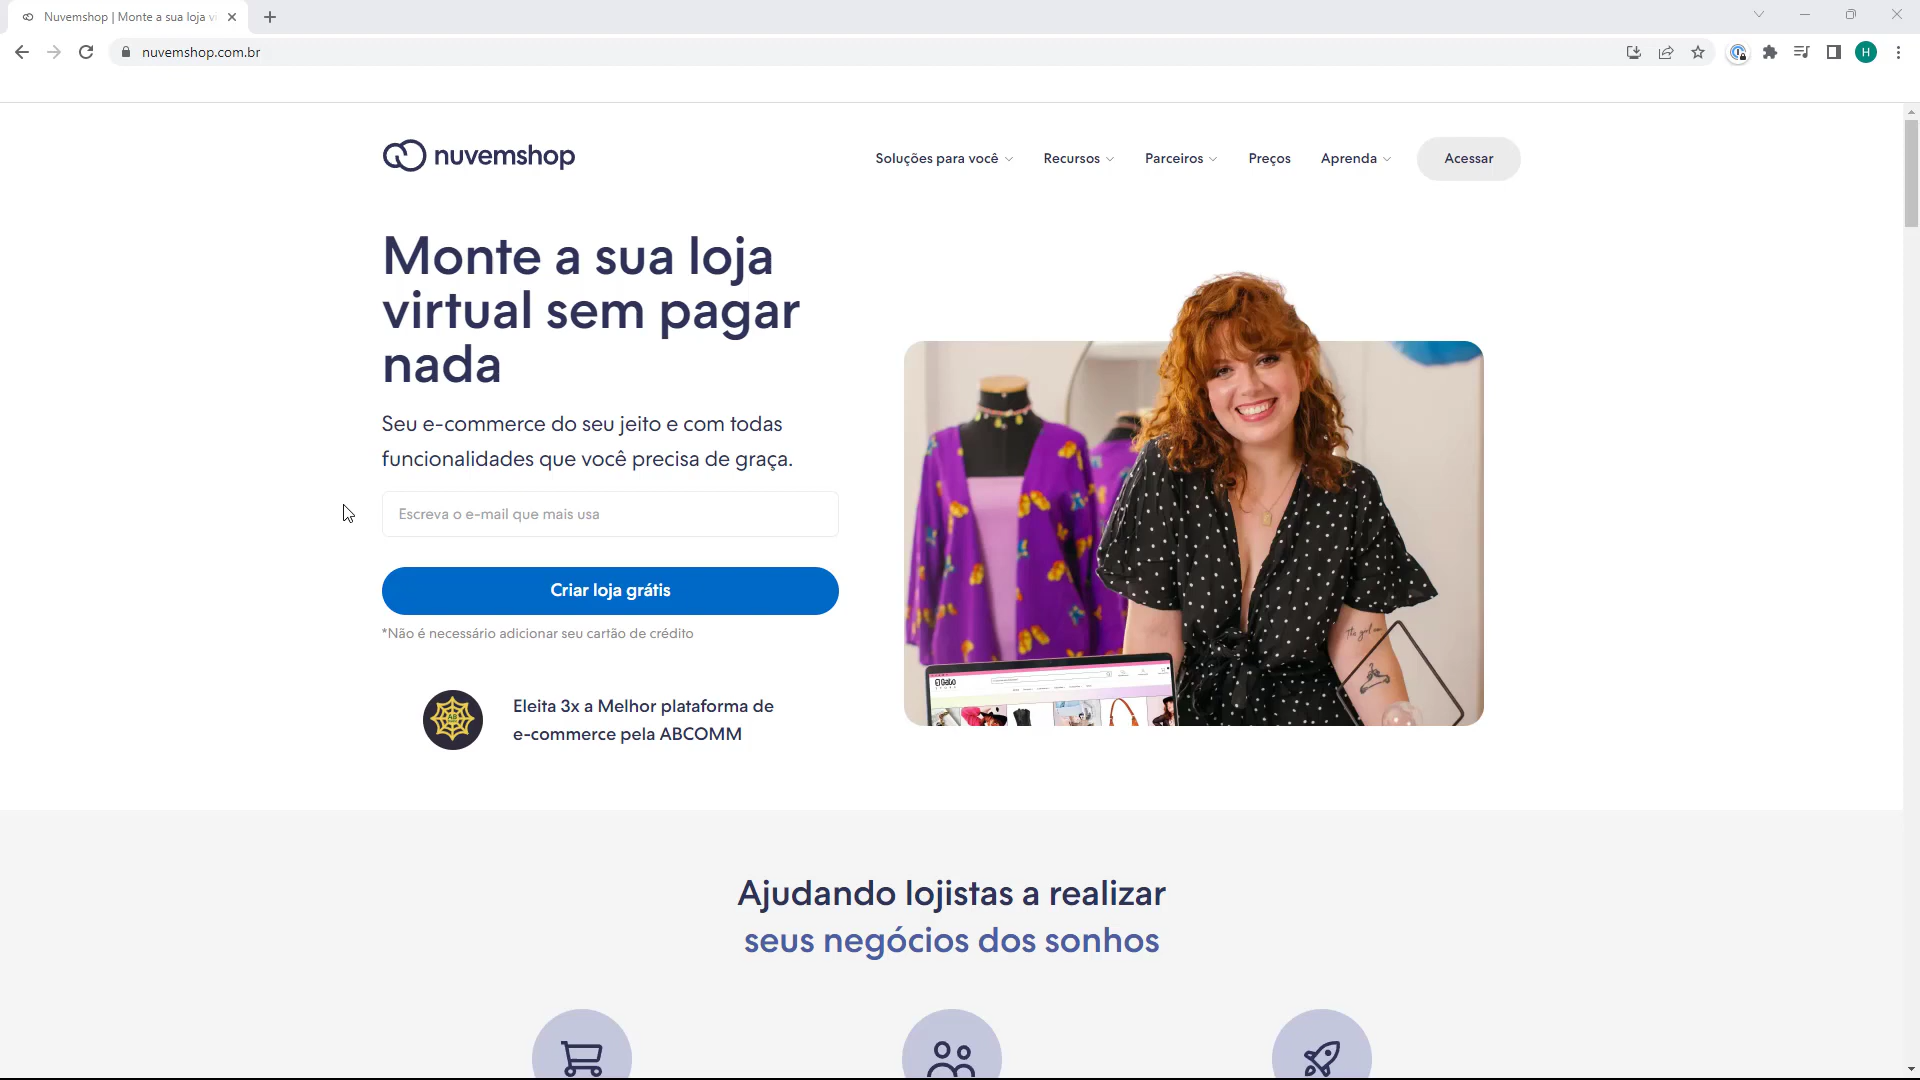 Nuvemshop | Monte a sua loja vi
nuvemshop.com.br
H
nuvemshop
Soluções para você
Recursos
Parceiros
Preços
Aprenda
Acessar
Monte a sua loja
virtual sem pagar
nada
Seu e-commerce do seu jeito e com todas
funcionalidades que você precisa de graça.
Escreva o e-mail que mais usa
Criar loja grátis
*Não é necessário adicionar seu cartão de crédito
Eleita 3x a Melhor plataforma de
e-commerce pela ABCOMM
Ajudando lojistas a realizar
seus negócios dos sonhos